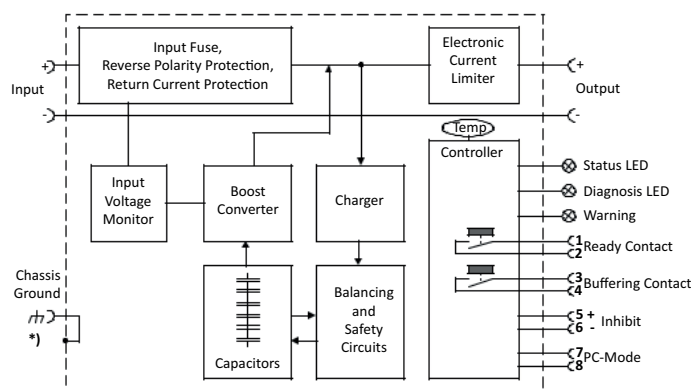 Input Fuse,
Reverse Polarity Protection,
Return Current Protection
Electronic
Current
Limiter
+
Input
-
+
Output
-
Temp
Controller
Input
Voltage
Monitor
Boost
Converter
Charger
Status LED
Diagnosis LED
Warning
1
2
Ready Contact
3
4
Buffering Contact
5 +
6 -
Inhibit
7
8
PC-Mode
Chassis
Ground
*)
Capacitors
Balancing
and
Safety
Circuits